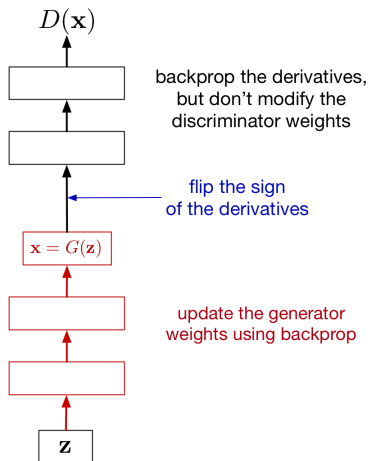 D(x)
backprop the derivatives,
but don't modify the
discriminator weights
flip the sign
of the derivatives
x = G(z)
update the generator
weights using backprop
z